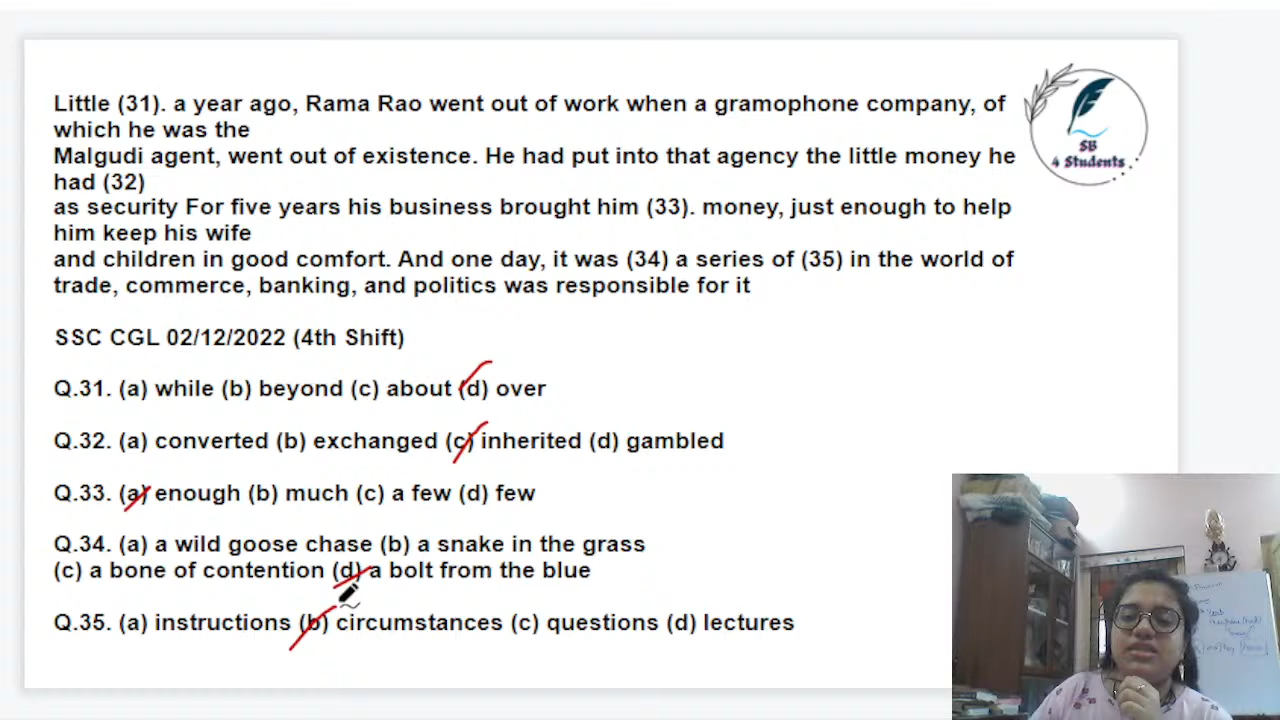 Little (31). a year ago, Rama Rao went out of work when a gramophone company, of
which he was the
Malgudi agent, went out of existence. He had put into that agency the little money he
had (32)
as security For five years his business brought him (33). money, just enough to help
him keep his wife
and children in good comfort. And one day, it was (34) a series of (35) in the world of
trade, commerce, banking, and politics was responsible for it
SB
4 Students
SSC CGL 02/12/2022 (4th Shift)
Q.31. (a) while (b) beyond (c) about (d) over
Q.32. (a) converted (b) exchanged (c) inherited (d) gambled
Q.33. (a) enough (b) much (c) a few (d) few
Q.34. (a) a wild goose chase (b) a snake in the grass
(c) a bone of contention (d) a bolt from the blue
Q.35. (a) instructions (b) circumstances (c) questions (d) lectures